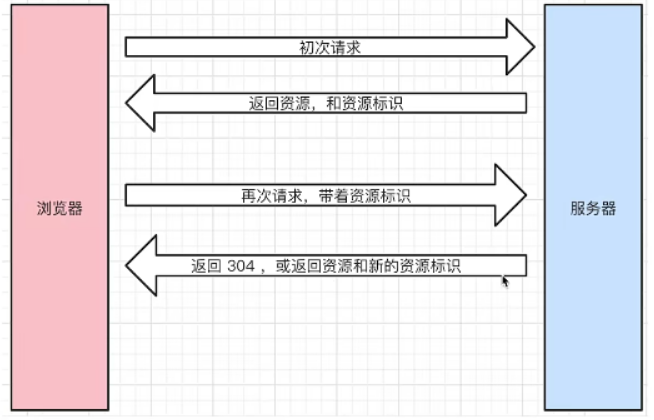 初次请求
返回资源，和资源标识
再次请求，带着资源标识
浏览器
服务器
返回 304 ，或返回资源和新的资源标识